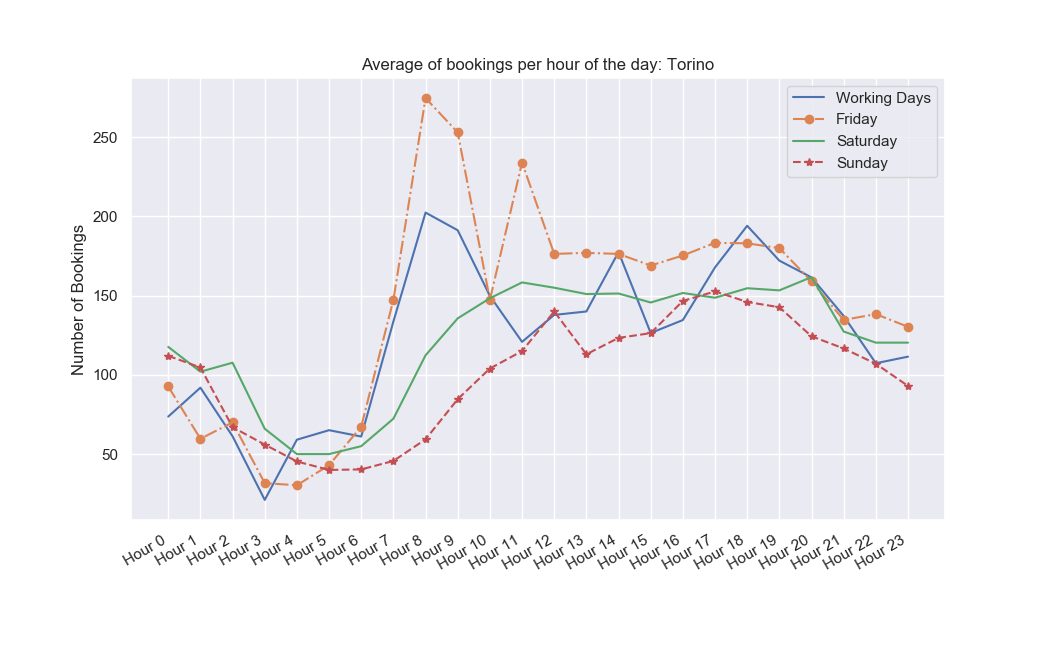 Average of bookings per hour of the day: Torino
Working Days
Friday
Saturday
Sunday
Number of Bookings
250
200
150
100
50
Hour 0
Hour 1
Hour 2
Hour 3
Hour 4
Hour 5
Hour 6
Hour 7
Hour 8
Hour 9
Hour 10
Hour 11
Hour 12
Hour 13
Hour 14
Hour 15
Hour 16
Hour 17
Hour 18
Hour 19
Hour 20
Hour 21
Hour 22
Hour 23